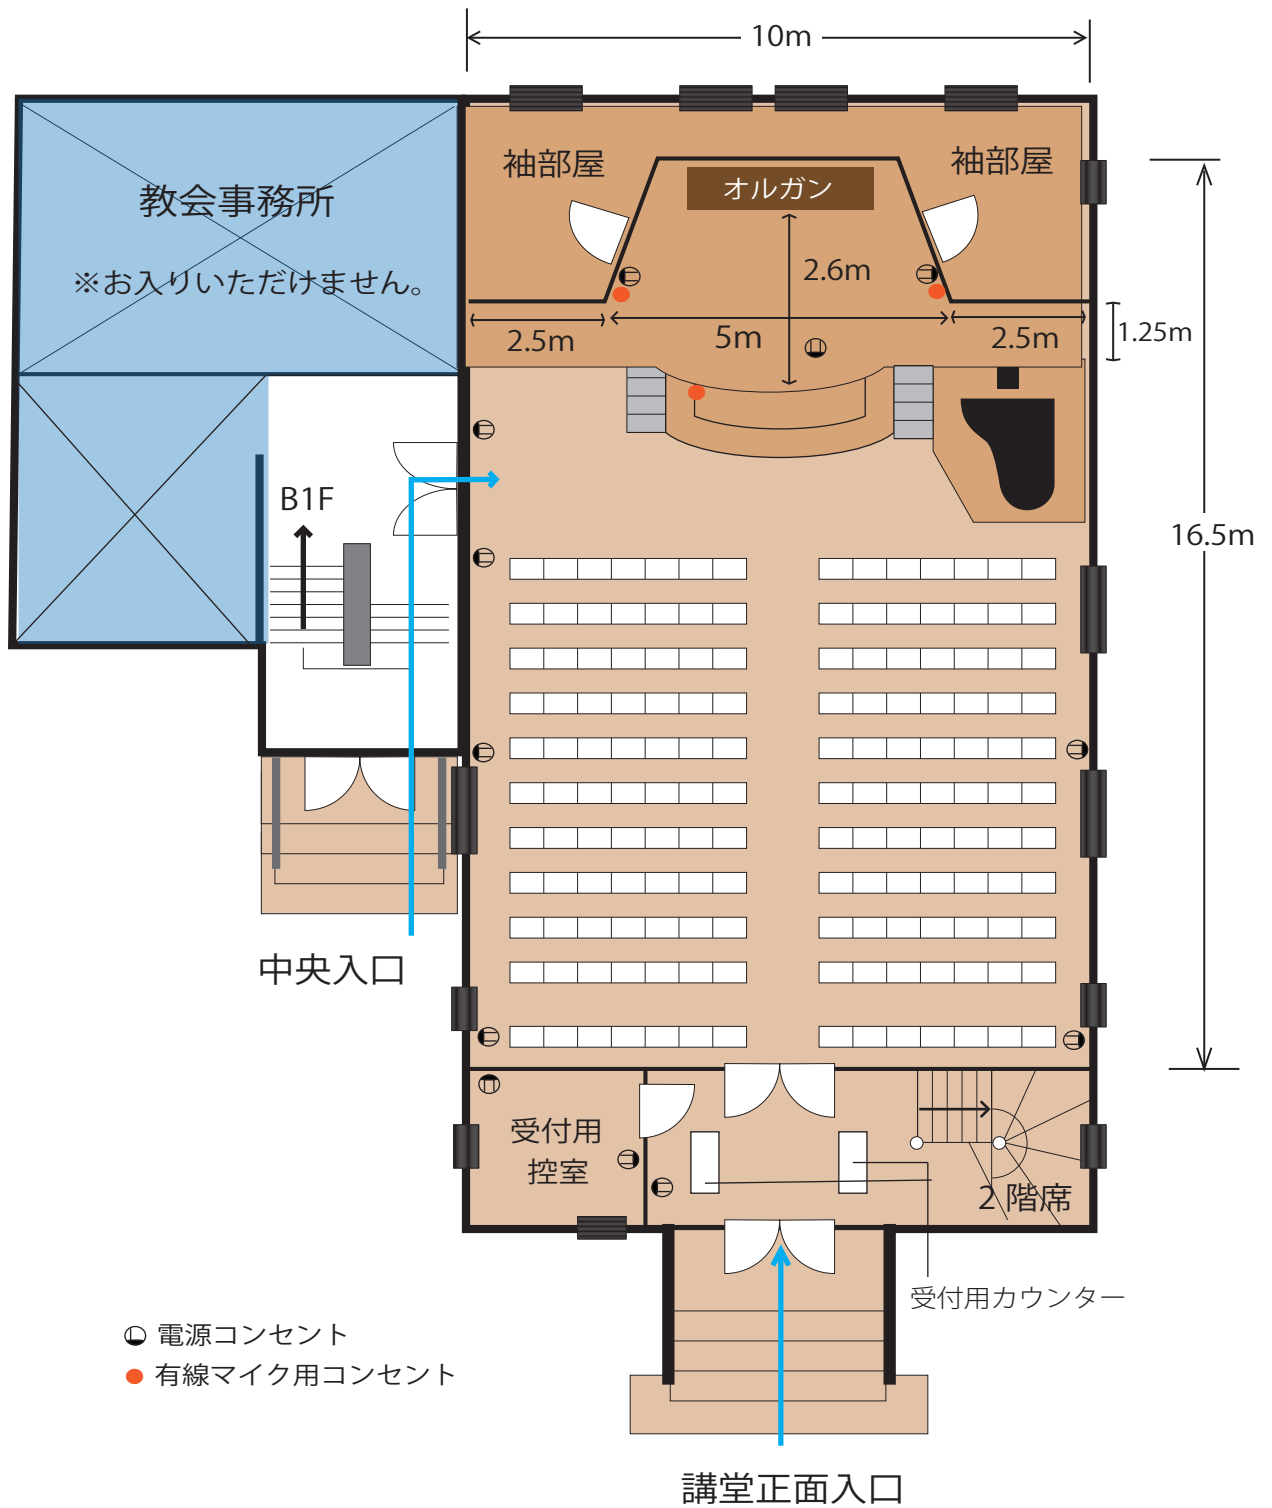 10m
袖部屋
袖部屋
オルガン
教会事務所
※お入りいただけません。
2.6m
2.5m
5m
2.5m
1.25m
B1F
16.5m
中央入口
受付用
控室
2 階席
受付用カウンター
電源コンセント
有線マイク用コンセント
講堂正面入口